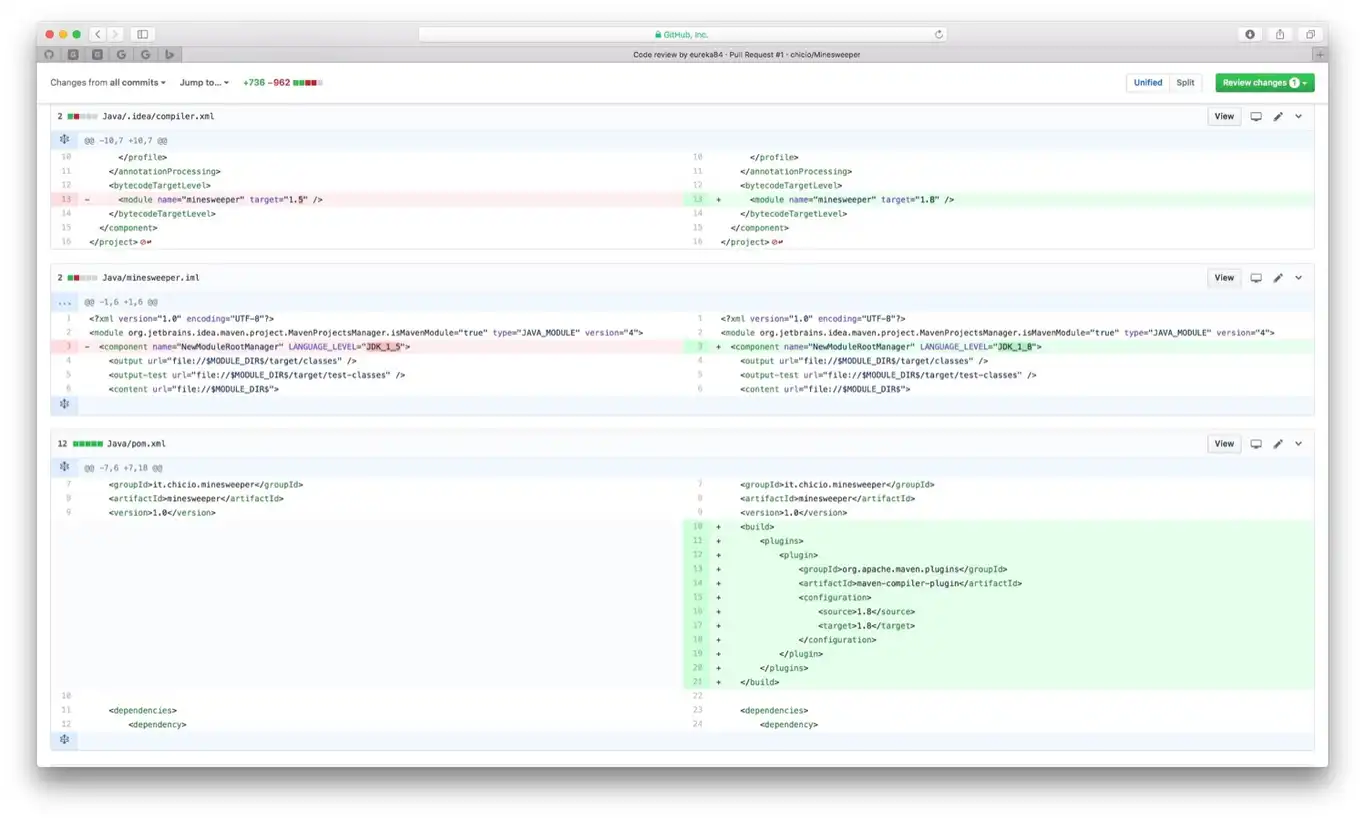 GitHub, Inc.
Code review by eureka84 · Pull Request #1 · chicio/Minesweeper
Changes from all commits Jump to... +736 −962 Unified Split Review changes 1
2 Java/.idea/compiler.xml View
@@ -10,7 +10,7 @@
10 </profile> 10 </profile>
11 </annotationProcessing> 11 </annotationProcessing>
12 <bytecodeTargetLevel> 12 <bytecodeTargetLevel>
13 - <module name="minesweeper" target="1.5" /> 13 + <module name="minesweeper" target="1.8" />
14 </bytecodeTargetLevel> 14 </bytecodeTargetLevel>
15 </component> 15 </component>
16 </project> 16 </project>
2 Java/minesweeper.iml View
... @@ -1,6 +1,6 @@
1 <?xml version="1.0" encoding="UTF-8"?> 1 <?xml version="1.0" encoding="UTF-8"?>
2 <module org.jetbrains.idea.maven.project.MavenProjectsManager.isMavenModule="true" type="JAVA_MODULE" version="4"> 2 <module org.jetbrains.idea.maven.project.MavenProjectsManager.isMavenModule="true" type="JAVA_MODULE" version="4">
3 - <component name="NewModuleRootManager" LANGUAGE_LEVEL="JDK_1_5"> 3 + <component name="NewModuleRootManager" LANGUAGE_LEVEL="JDK_1_8">
4 <output url="file://$MODULE_DIR$/target/classes" /> 4 <output url="file://$MODULE_DIR$/target/classes" />
5 <output-test url="file://$MODULE_DIR$/target/test-classes" /> 5 <output-test url="file://$MODULE_DIR$/target/test-classes" />
6 <content url="file://$MODULE_DIR$"> 6 <content url="file://$MODULE_DIR$">
12 Java/pom.xml View
@@ -7,6 +7,18 @@
7 <groupId>it.chicio.minesweeper</groupId> 7 <groupId>it.chicio.minesweeper</groupId>
8 <artifactId>minesweeper</artifactId> 8 <artifactId>minesweeper</artifactId>
9 <version>1.0</version> 9 <version>1.0</version>
10 + <build>
11 + <plugins>
12 + <plugin>
13 + <groupId>org.apache.maven.plugins</groupId>
14 + <artifactId>maven-compiler-plugin</artifactId>
15 + <configuration>
16 + <source>1.8</source>
17 + <target>1.8</target>
18 + </configuration>
19 + </plugin>
20 + </plugins>
21 + </build>
10 22
11 <dependencies> 23 <dependencies>
12 <dependency> 24 <dependency>